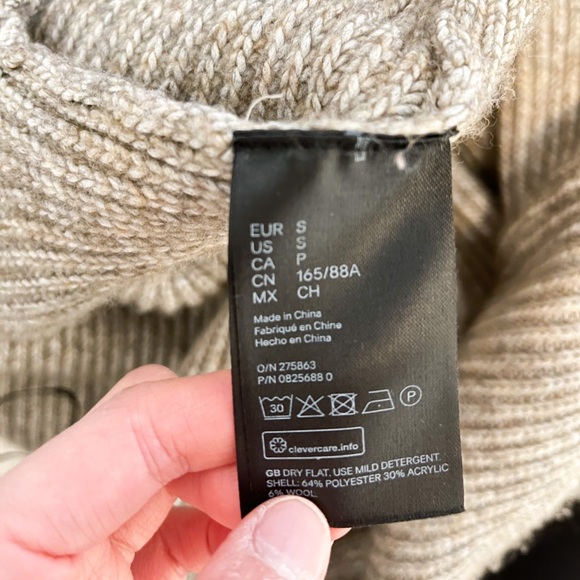 EUR S
US S
CA P
CN 165/88A
MX CH
Made in China
Fabriqué en Chine
Hecho en China
O/N 275863
P/N 0825688 0
30 P
clevercare.info
GB DRY FLAT. USE MILD DETERGENT.
SHELL: 64% POLYESTER 30% ACRYLIC
6% WOOL